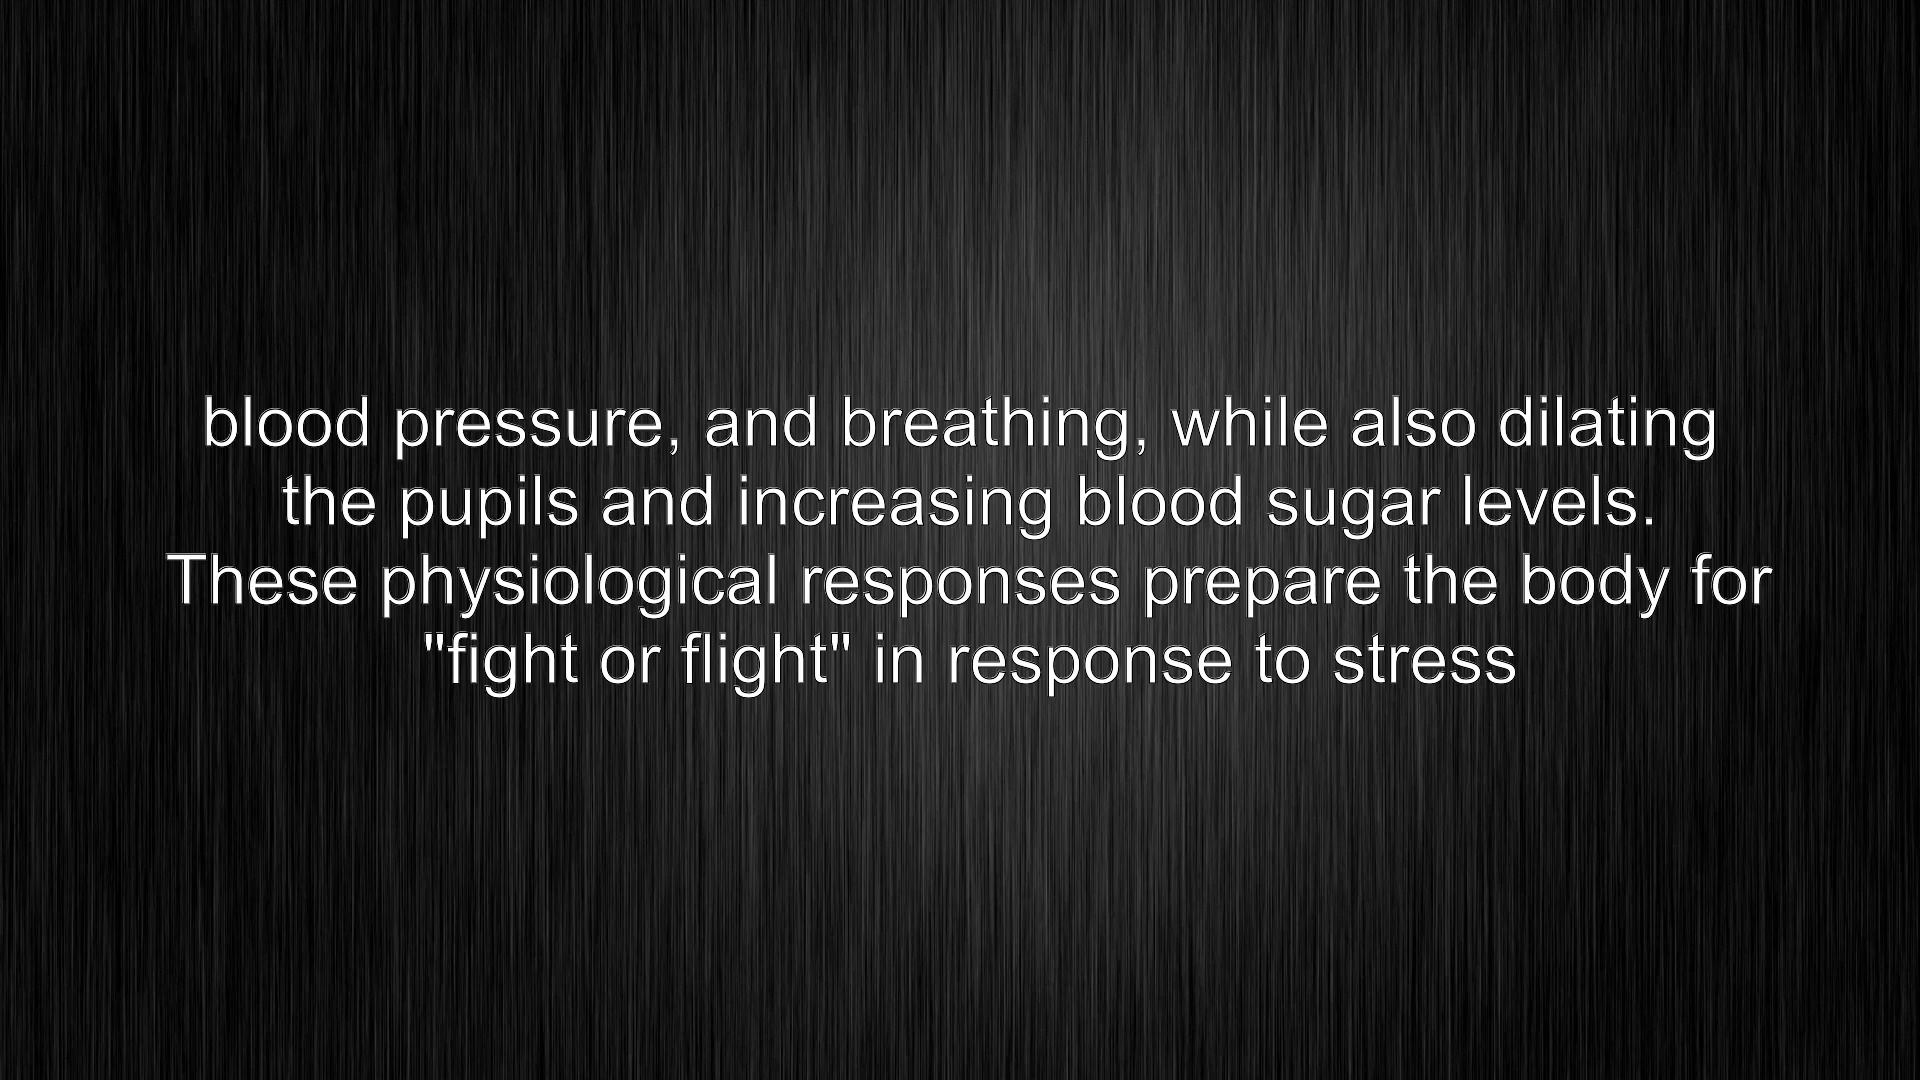 blood pressure, and breathing, while also dilating
the pupils and increasing blood sugar levels.
These physiological responses prepare the body for
"fight or flight" in response to stress